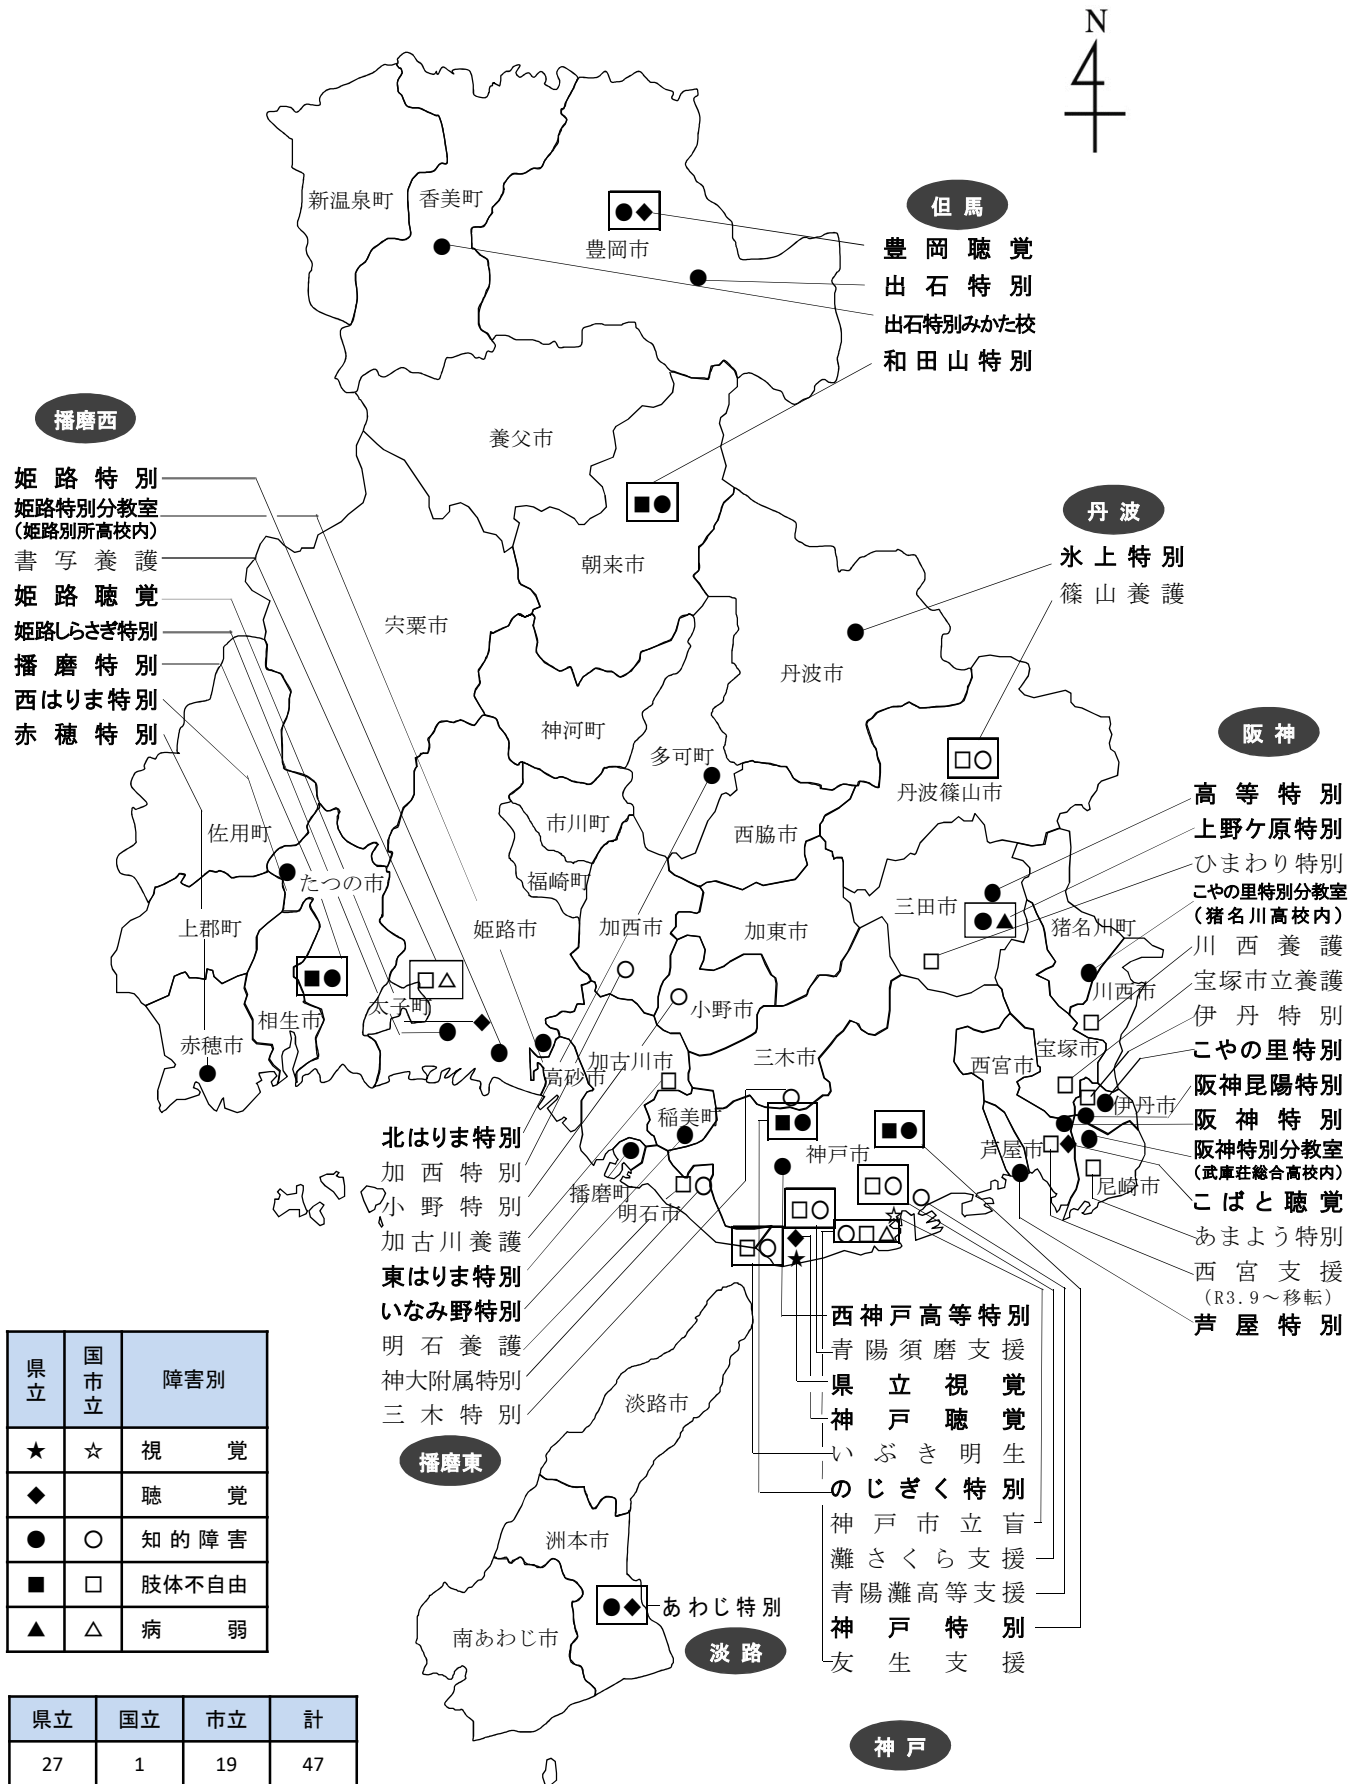 N
新温泉町
香美町
豊岡市
養父市
朝来市
宍粟市
丹波市
神河町
多可町
丹波篠山市
市川町
西脇市
佐用町
たつの市
福崎町
三田市
猪名川町
上郡町
姫路市
加西市
加東市
川西市
太子町
小野市
相生市
赤穂市
高砂市
加古川市
三木市
西宮市
宝塚市
伊丹市
稲美町
神戸市
芦屋市
尼崎市
播磨町
明石市
淡路市
洲本市
南あわじ市
但馬
豊岡聴覚
出石特別
出石特別みかた校
和田山特別
播磨西
姫路特別
姫路特別分教室
(姫路別所高校内)
書写養護
姫路聴覚
姫路しらさぎ特別
播磨特別
西はりま特別
赤穂特別
丹波
氷上特別
篠山養護
阪神
高等特別
上野ケ原特別
ひまわり特別
こやの里特別分教室
(猪名川高校内)
川西養護
宝塚市立養護
伊丹特別
こやの里特別
阪神昆陽特別
阪神特別
阪神特別分教室
(武庫荘総合高校内)
こばと聴覚
あまよう特別
西宮支援
(R3.9～移転)
芦屋特別
北はりま特別
加西特別
小野特別
加古川養護
東はりま特別
いなみ野特別
明石養護
神大附属特別
三木特別
播磨東
西神戸高等特別
青陽須磨支援
県立視覚
神戸聴覚
いぶき明生
のじぎく特別
神戸市立盲
灘さくら支援
青陽灘高等支援
神戸特別
友生支援
神戸
あわじ特別
淡路
県立 国市立 障害別
★ ☆ 視覚
◆ 聴覚
● ○ 知的障害
■ □ 肢体不自由
▲ △ 病弱
県立 国立 市立 計
27 1 19 47